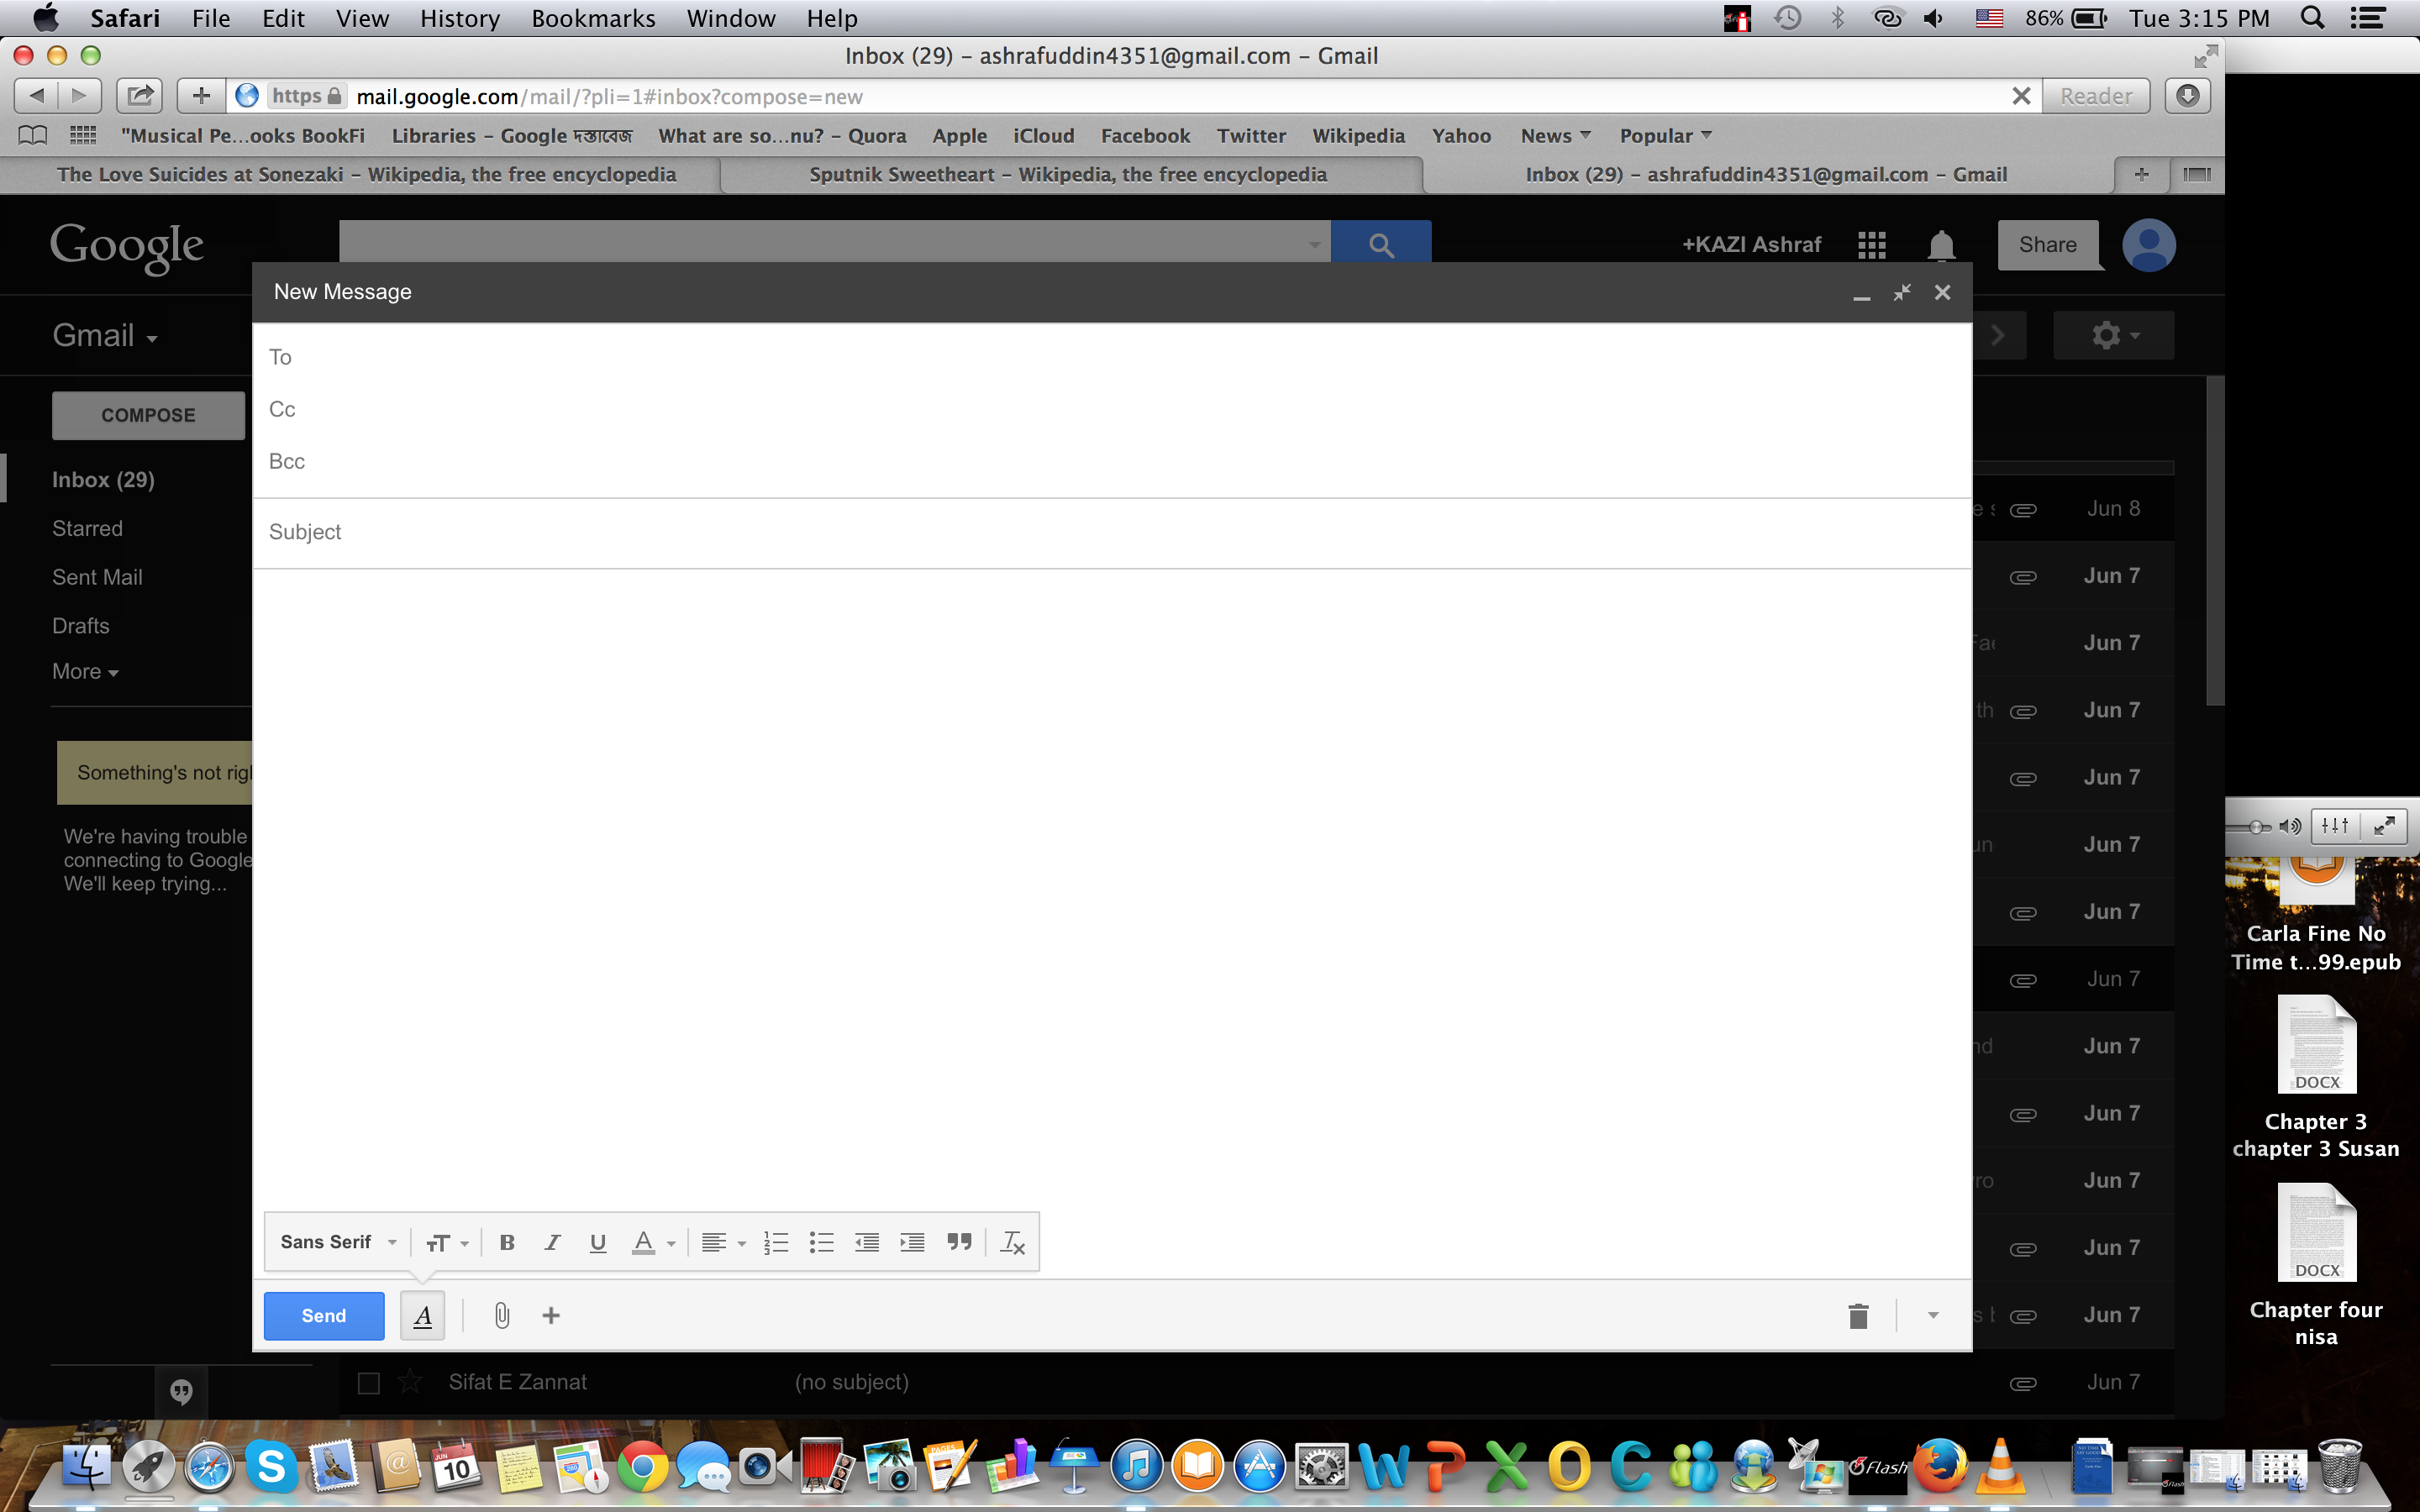 Safari File Edit View History Bookmarks Window Help 86% Tue 3:15 PM
Inbox (29) – ashrafuddin4351@gmail.com – Gmail
https mail.google.com/mail/?pli=1#inbox?compose=new Reader
"Musical Pe...ooks BookFi Libraries – Google দস্তাবেজ What are so...nu? – Quora Apple iCloud Facebook Twitter Wikipedia Yahoo News Popular
The Love Suicides at Sonezaki – Wikipedia, the free encyclopedia Sputnik Sweetheart – Wikipedia, the free encyclopedia Inbox (29) – ashrafuddin4351@gmail.com – Gmail
Google +KAZI Ashraf Share
New Message
Gmail
To
Cc
COMPOSE
Bcc
Inbox (29)
Jun 8
Starred
Subject
Sent Mail
Jun 7
Drafts
Jun 7
More
Jun 7
Something's not
Jun 7
We're having trouble
connecting to Google
We'll keep trying...
Jun 7
Jun 7
Carla Fine No
Time t...99.epub
Jun 7
Jun 7
DOCX
Chapter 3
chapter 3 Susan
Jun 7
Jun 7
Sans Serif
Jun 7
DOCX
Chapter four
nisa
Send
Jun 7
Sifat E Zannat (no subject) Jun 7
JUN
10
PAGES
Flash